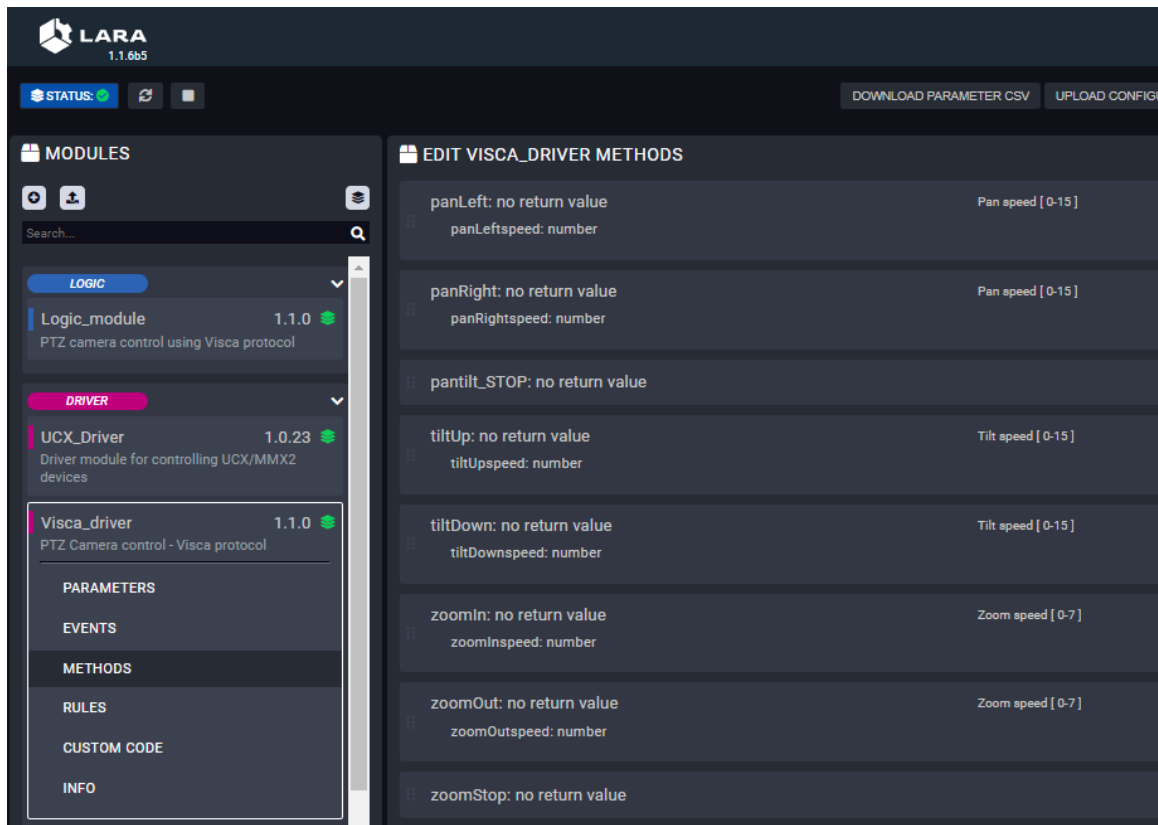 LARA
1.1.6b5
STATUS:
DOWNLOAD PARAMETER CSV
UPLOAD CONFIG
MODULES
Search...
LOGIC
Logic_module 1.1.0
PTZ camera control using Visca protocol
DRIVER
UCX_Driver 1.0.23
Driver module for controlling UCX/MMX2
devices
Visca_driver 1.1.0
PTZ Camera control - Visca protocol
PARAMETERS
EVENTS
METHODS
RULES
CUSTOM CODE
INFO
EDIT VISCA_DRIVER METHODS
panLeft: no return value Pan speed [ 0-15 ]
panLeftspeed: number
panRight: no return value Pan speed [ 0-15 ]
panRightspeed: number
pantilt_STOP: no return value
tiltUp: no return value Tilt speed [ 0-15 ]
tiltUpspeed: number
tiltDown: no return value Tilt speed [ 0-15 ]
tiltDownspeed: number
zoomIn: no return value Zoom speed [ 0-7 ]
zoomInspeed: number
zoomOut: no return value Zoom speed [ 0-7 ]
zoomOutspeed: number
zoomStop: no return value